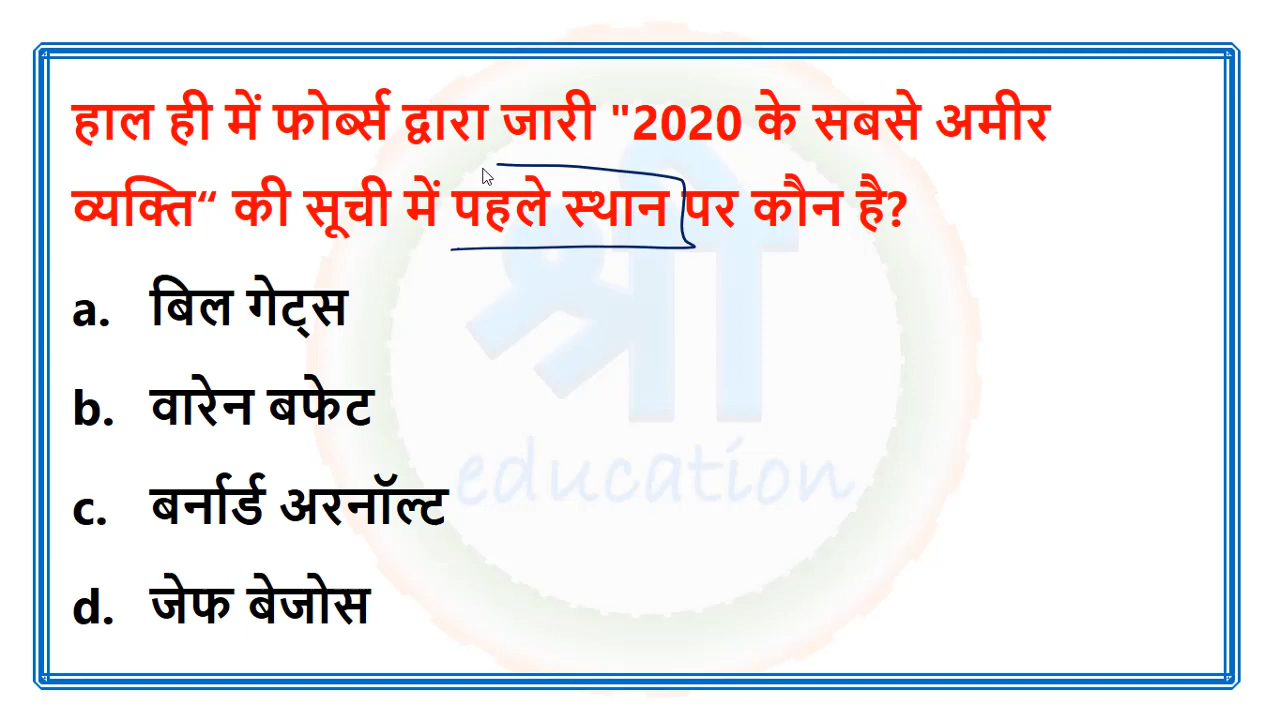 हाल ही में फोर्ब्स द्वारा जारी "2020 के सबसे अमीर
व्यक्ति“ की सूची में पहले स्थान पर कौन है?
a. बिल गेट्स
b. वारेन बफेट
c. बर्नार्ड अरनॉल्ट
d. जेफ बेजोस
श्री
education